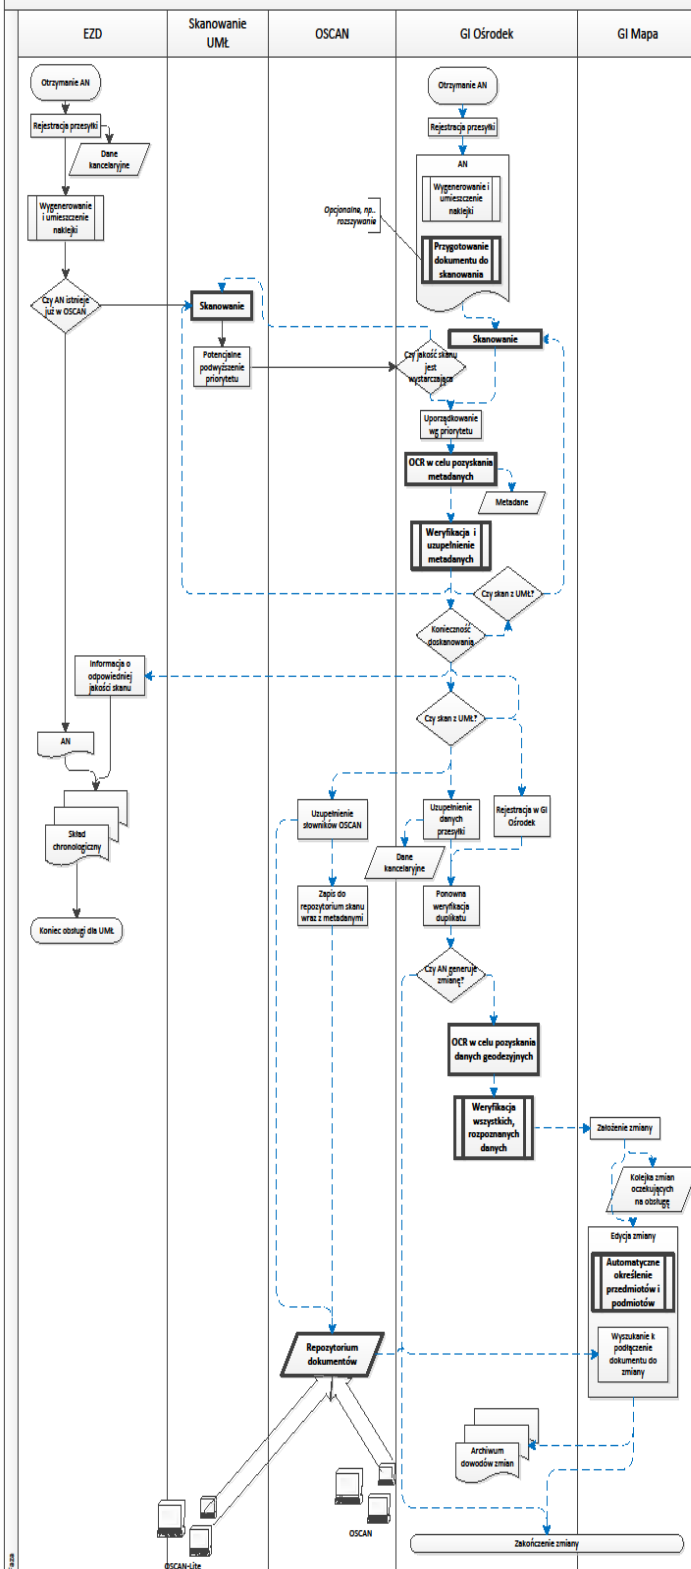 EZD
Skanowanie
UMŁ
OSCAN
GI Ośrodek
GI Mapa
Otrzymanie AN
Otrzymanie AN
Rejestracja przesyłki
Rejestracja przesyłki
Dane
kancelaryjne
AN
Wygenerowanie
i umieszczenie
naklejki
Wygenerowanie i
umieszczenie
naklejki
Opcjonalne, np..
rozszywanie
Przygotowanie
dokumentu do
skanowania
Czy AN istnieje
już w OSCAN
Skanowanie
Skanowanie
Potencjalne
podwyższenie
priorytetu
Czy jakość skanu
jest
wystarczająca
Uporządkowanie
wg priorytetu
OCR w celu pozyskania
metadanych
Metadane
Weryfikacja i
uzupełnienie
metadanych
Czy skan z UMŁ?
Konieczność
doskanowania
Informacja o
odpowiedniej
jakości skanu
Czy skan z UMŁ?
AN
Skład
chronologiczny
Uzupełnienie
słowników OSCAN
Uzupełnienie
danych
przesyłki
Rejestracja w GI
Ośrodek
Dane
kancelaryjne
Zapis do
repozytorium skanu
wraz z metadanymi
Ponowna
weryfikacja
duplikatu
Koniec obsługi dla UMŁ
Czy AN generuje
zmianę?
OCR w celu pozyskania
danych geodezyjnych
Weryfikacja
wszystkich,
rozpoznanych
danych
Założenie zmiany
Kolejka zmian
oczekujących
na obsługę
Edycja zmiany
Automatyczne
określenie
przedmiotów i
podmiotów
Wyszukanie k
podłączenie
dokumentu do
zmiany
Repozytorium
dokumentów
Archiwum
dowodów zmian
OSCAN
Zakończenie zmiany
OSCAN-Lite
Faza